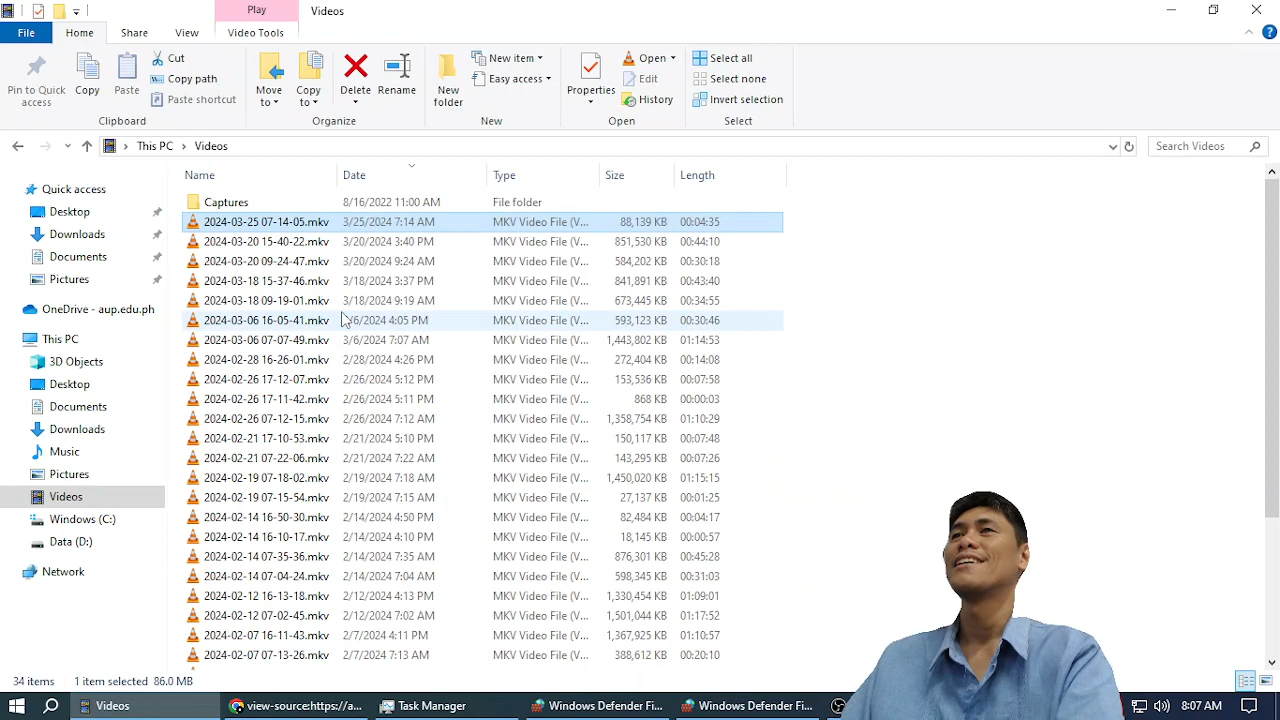 Play Videos
File Home Share View Video Tools
Pin to Quick access Copy Paste Cut Copy path Paste shortcut Move to Copy to Delete Rename New folder New item Easy access Properties Open Edit History Select all Select none Invert selection
Clipboard Organize New Open Select
This PC Videos Search Videos
Name Date Type Size Length
Quick access
Desktop
Downloads
Documents
Pictures
OneDrive - aup.edu.ph
This PC
3D Objects
Desktop
Documents
Downloads
Music
Pictures
Videos
Windows (C:)
Data (D:)
Network
Captures 8/16/2022 11:00 AM File folder
2024-03-25 07-14-05.mkv 3/25/2024 7:14 AM MKV Video File (V... 88,139 KB 00:04:35
2024-03-20 15-40-22.mkv 3/20/2024 3:40 PM MKV Video File (V... 851,530 KB 00:44:10
2024-03-20 09-24-47.mkv 3/20/2024 9:24 AM MKV Video File (V... 584,202 KB 00:30:18
2024-03-18 15-37-46.mkv 3/18/2024 3:37 PM MKV Video File (V... 841,891 KB 00:43:40
2024-03-18 09-19-01.mkv 3/18/2024 9:19 AM MKV Video File (V... 673,445 KB 00:34:55
2024-03-06 16-05-41.mkv /6/2024 4:05 PM MKV Video File (V... 593,123 KB 00:30:46
2024-03-06 07-07-49.mkv 3/6/2024 7:07 AM MKV Video File (V... 1,443,802 KB 01:14:53
2024-02-28 16-26-01.mkv 2/28/2024 4:26 PM MKV Video File (V... 272,404 KB 00:14:08
2024-02-26 17-12-07.mkv 2/26/2024 5:12 PM MKV Video File (V... 153,536 KB 00:07:58
2024-02-26 17-11-42.mkv 2/26/2024 5:11 PM MKV Video File (V... 868 KB 00:00:03
2024-02-26 07-12-15.mkv 2/26/2024 7:12 AM MKV Video File (V... 1,358,754 KB 01:10:29
2024-02-21 17-10-53.mkv 2/21/2024 5:10 PM MKV Video File (V... 150,117 KB 00:07:48
2024-02-21 07-22-06.mkv 2/21/2024 7:22 AM MKV Video File (V... 143,295 KB 00:07:26
2024-02-19 07-18-02.mkv 2/19/2024 7:18 AM MKV Video File (V... 1,450,020 KB 01:15:15
2024-02-19 07-15-54.mkv 2/19/2024 7:15 AM MKV Video File (V... 27,137 KB 00:01:25
2024-02-14 16-50-30.mkv 2/14/2024 4:50 PM MKV Video File (V... 82,484 KB 00:04:17
2024-02-14 16-10-17.mkv 2/14/2024 4:10 PM MKV Video File (V... 18,145 KB 00:00:57
2024-02-14 07-35-36.mkv 2/14/2024 7:35 AM MKV Video File (V... 876,301 KB 00:45:28
2024-02-14 07-04-24.mkv 2/14/2024 7:04 AM MKV Video File (V... 598,345 KB 00:31:03
2024-02-12 16-13-18.mkv 2/12/2024 4:13 PM MKV Video File (V... 1,330,454 KB 01:09:01
2024-02-12 07-02-45.mkv 2/12/2024 7:02 AM MKV Video File (V... 1,501,044 KB 01:17:52
2024-02-07 16-11-43.mkv 2/7/2024 4:11 PM MKV Video File (V... 1,367,925 KB 01:10:57
2024-02-07 07-13-26.mkv 2/7/2024 7:13 AM MKV Video File (V... 388,612 KB 00:20:10
34 items 1 item selected 86.0 MB
Videos view-source:https://a... Task Manager Windows Defender Fi... Windows Defender Fi... 8:07 AM